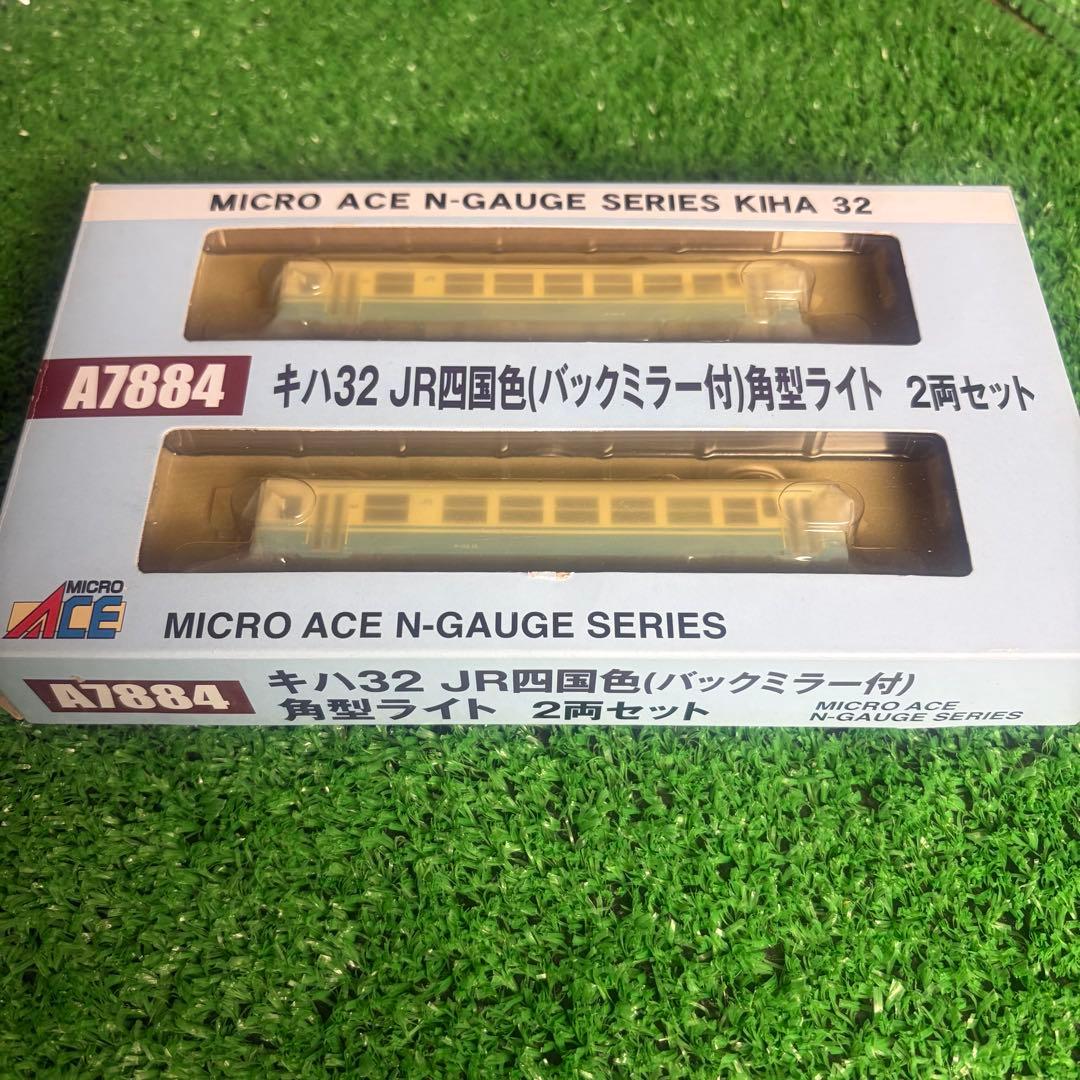 MICRO ACE N-GAUGE SERIES KIHA 32
A7884
キハ32 JR四国色(バックミラー付)角型ライト 2両セット
MICRO ACE
MICRO ACE N-GAUGE SERIES
A7884
キハ32 JR四国色(バックミラー付)
角型ライト 2両セット
MICRO ACE
N-GAUGE SERIES